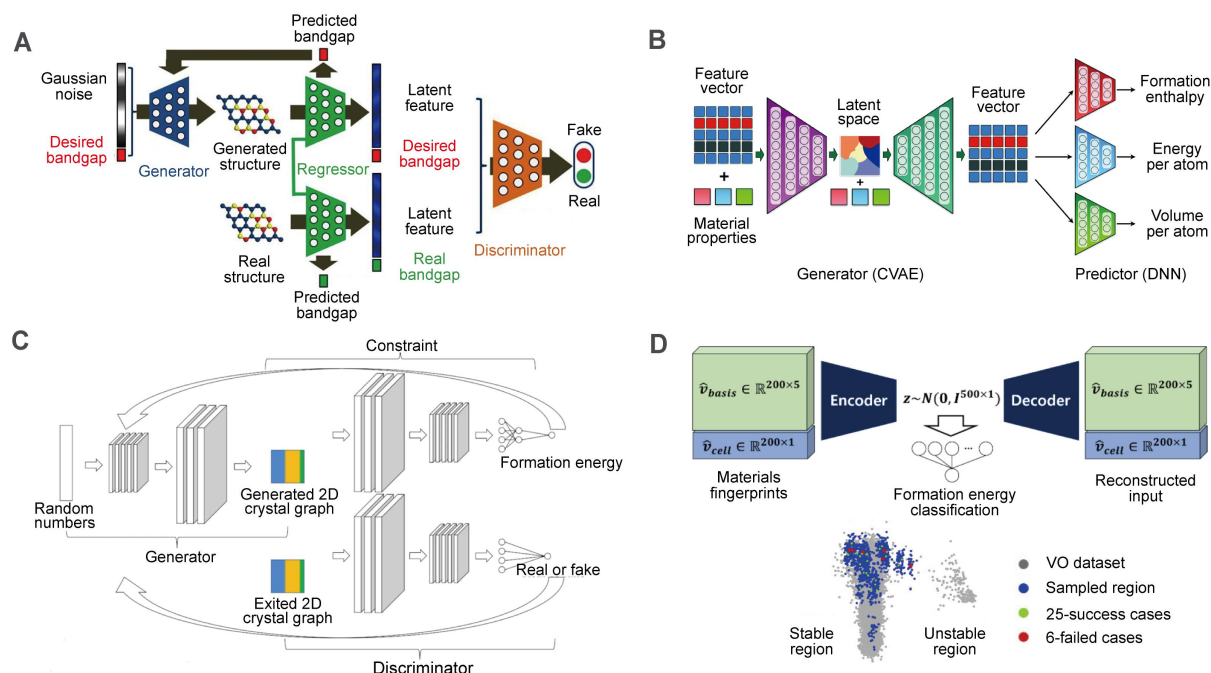 A
Predicted
bandgap
Gaussian
noise
Desired
bandgap
Generator
Generated
structure
Regressor
Latent
feature
Desired
bandgap
Fake
Real
Discriminator
Real
structure
Latent
feature
Real
bandgap
Predicted
bandgap
B
Feature
vector
+
Material
properties
Latent
space
+
Feature
vector
Formation
enthalpy
Energy
per atom
Volume
per atom
Generator (CVAE)
Predictor (DNN)
C
Constraint
Random
numbers
Generated 2D
crystal graph
Formation energy
Generator
Exited 2D
crystal graph
Real or fake
Discriminator
D
v̂basis ∈ ℝ^200×5
v̂cell ∈ ℝ^200×1
Materials
fingerprints
Encoder
z~N(0, I^500×1)
Decoder
...
Formation energy
classification
v̂basis ∈ ℝ^200×5
v̂cell ∈ ℝ^200×1
Reconstructed
input
Stable
region
Unstable
region
VO dataset
Sampled region
25-success cases
6-failed cases